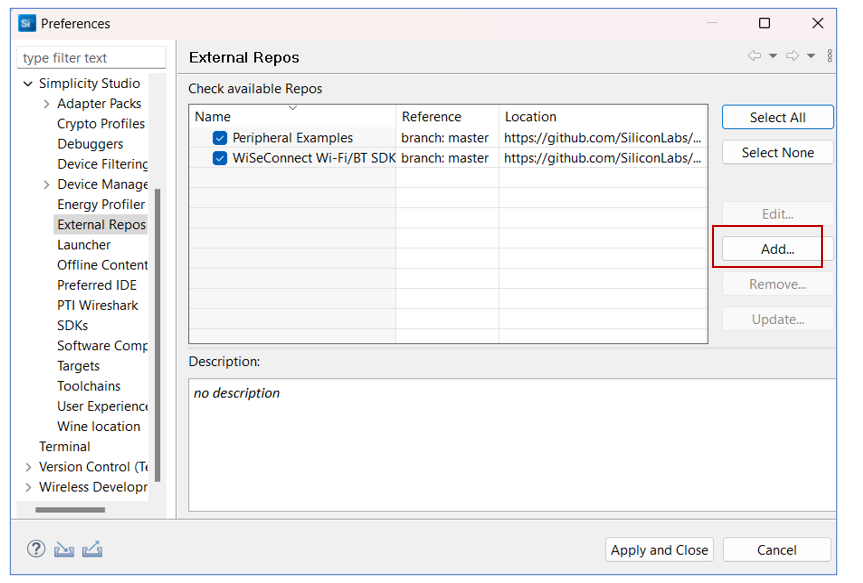 Si Preferences
type filter text
Simplicity Studio
Adapter Packs
Crypto Profiles
Debuggers
Device Filtering
Device Manage
Energy Profiler
External Repos
Launcher
Offline Content
Preferred IDE
PTI Wireshark
SDKs
Software Comp
Targets
Toolchains
User Experience
Wine location
Terminal
Version Control (Te
Wireless Developr
External Repos
Check available Repos
Name Reference Location
Peripheral Examples branch: master https://github.com/SiliconLabs/...
WiSeConnect Wi-Fi/BT SDK branch: master https://github.com/SiliconLabs/...
Select All
Select None
Edit...
Add...
Remove...
Update...
Description:
no description
?
Apply and Close
Cancel